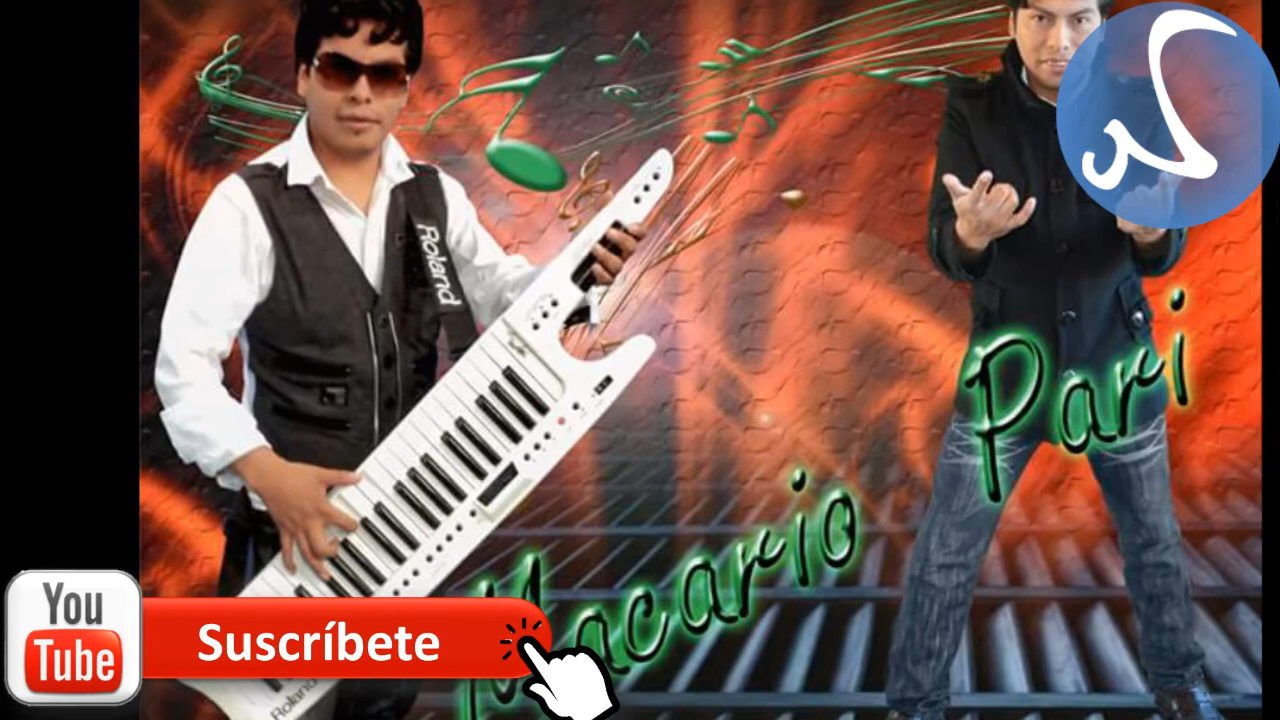 Roland
Pari
Macario
You
Tube
Suscríbete
Roland